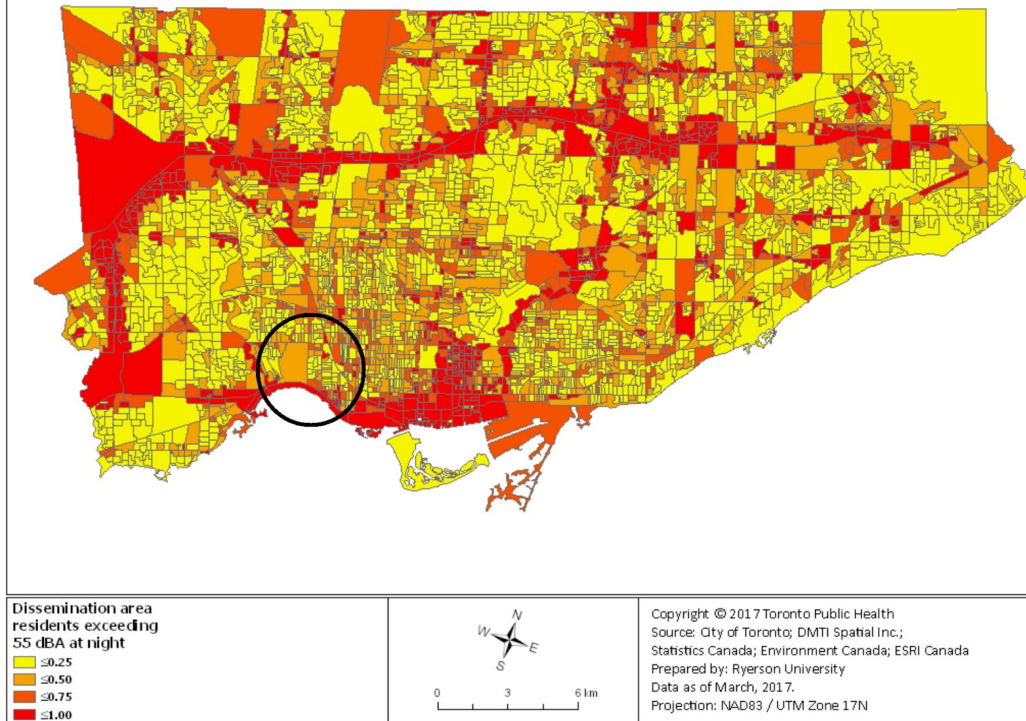 Dissemination area
residents exceeding
55 dBA at night
≤0.25
≤0.50
≤0.75
≤1.00
N
W
E
S
0 3 6 km
Copyright © 2017 Toronto Public Health
Source: City of Toronto; DMTI Spatial Inc.;
Statistics Canada; Environment Canada; ESRI Canada
Prepared by: Ryerson University
Data as of March, 2017.
Projection: NAD83 / UTM Zone 17N